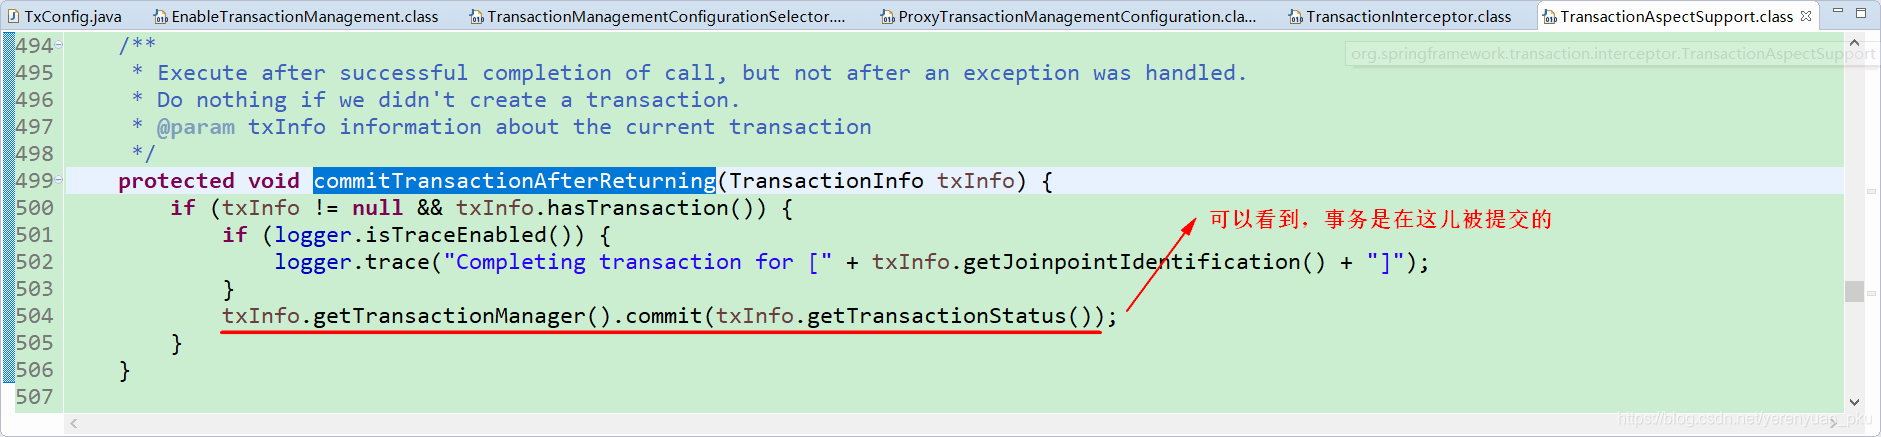 TxConfig.java EnableTransactionManagement.class TransactionManagementConfigurationSelector.... ProxyTransactionManagementConfiguration.cla... TransactionInterceptor.class TransactionAspectSupport.class
org.springframework.transaction.interceptor.TransactionAspectSupport
494 /**
495 * Execute after successful completion of call, but not after an exception was handled.
496 * Do nothing if we didn't create a transaction.
497 * @param txInfo information about the current transaction
498 */
499 protected void commitTransactionAfterReturning(TransactionInfo txInfo) {
500 if (txInfo != null && txInfo.hasTransaction()) {
可以看到，事务是在这儿被提交的
501 if (logger.isTraceEnabled()) {
502 logger.trace("Completing transaction for [" + txInfo.getJoinpointIdentification() + "]");
503 }
504 txInfo.getTransactionManager().commit(txInfo.getTransactionStatus());
505 }
506 }
507
https://blog.csdn.net/yerenyuan_pku